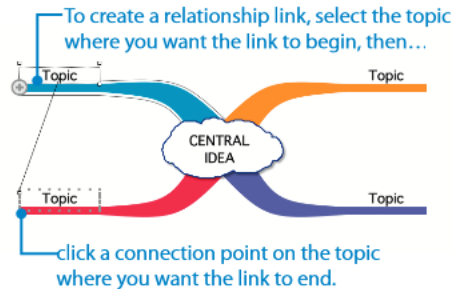 To create a relationship link, select the topic
where you want the link to begin, then…
Topic
Topic
CENTRAL
IDEA
Topic
Topic
click a connection point on the topic
where you want the link to end.